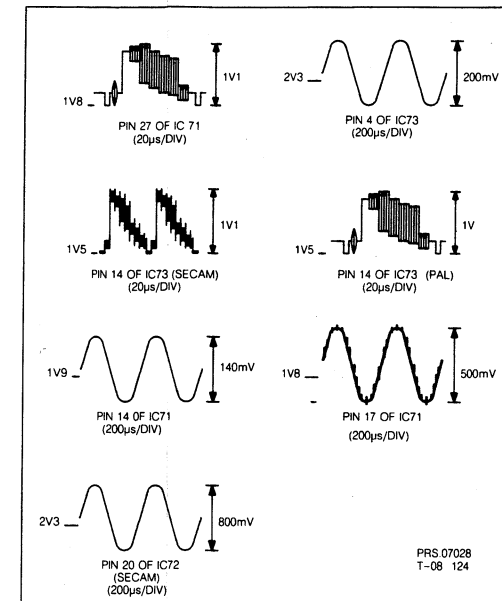 1V8
1V1
PIN 27 OF IC 71
(20µs/DIV)
2V3
200mV
PIN 4 OF IC73
(200µs/DIV)
1V5
1V1
PIN 14 OF IC73 (SECAM)
(20µs/DIV)
1V5
1V
PIN 14 OF IC73 (PAL)
(20µs/DIV)
1V9
140mV
PIN 14 OF IC71
(200µs/DIV)
1V8
500mV
PIN 17 OF IC71
(200µs/DIV)
2V3
800mV
PIN 20 OF IC72
(SECAM)
(200µs/DIV)
PRS.07028
T-08 124